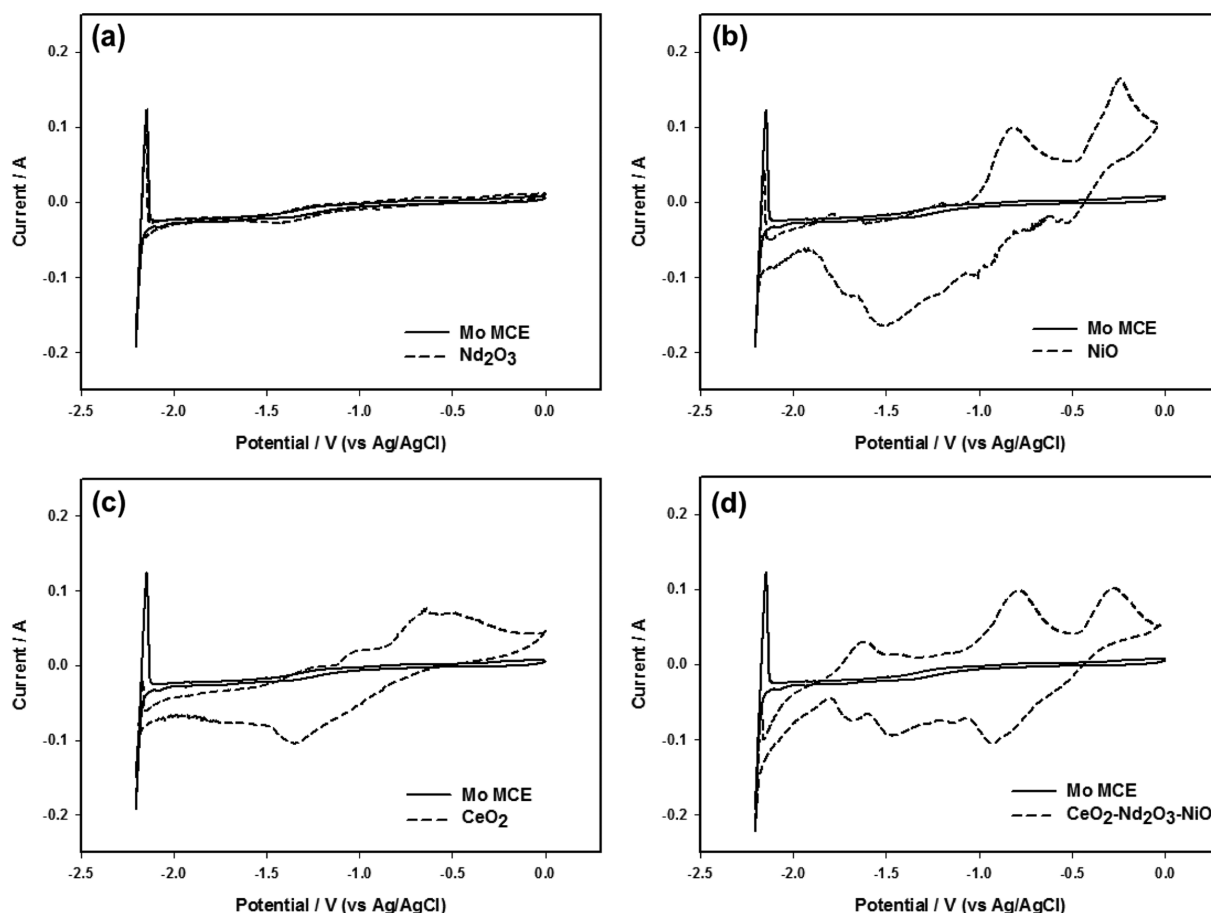 (a)
0.2
0.1
0.0
-0.1
-0.2
Current / A
Mo MCE
Nd2O3
-2.5 -2.0 -1.5 -1.0 -0.5 0.0
Potential / V (vs Ag/AgCl)
(b)
0.2
0.1
0.0
-0.1
-0.2
Current / A
Mo MCE
NiO
-2.5 -2.0 -1.5 -1.0 -0.5 0.0
Potential / V (vs Ag/AgCl)
(c)
0.2
0.1
0.0
-0.1
-0.2
Current / A
Mo MCE
CeO2
-2.5 -2.0 -1.5 -1.0 -0.5 0.0
Potential / V (vs Ag/AgCl)
(d)
0.2
0.1
0.0
-0.1
-0.2
Current / A
Mo MCE
CeO2-Nd2O3-NiO
-2.5 -2.0 -1.5 -1.0 -0.5 0.0
Potential / V (vs Ag/AgCl)